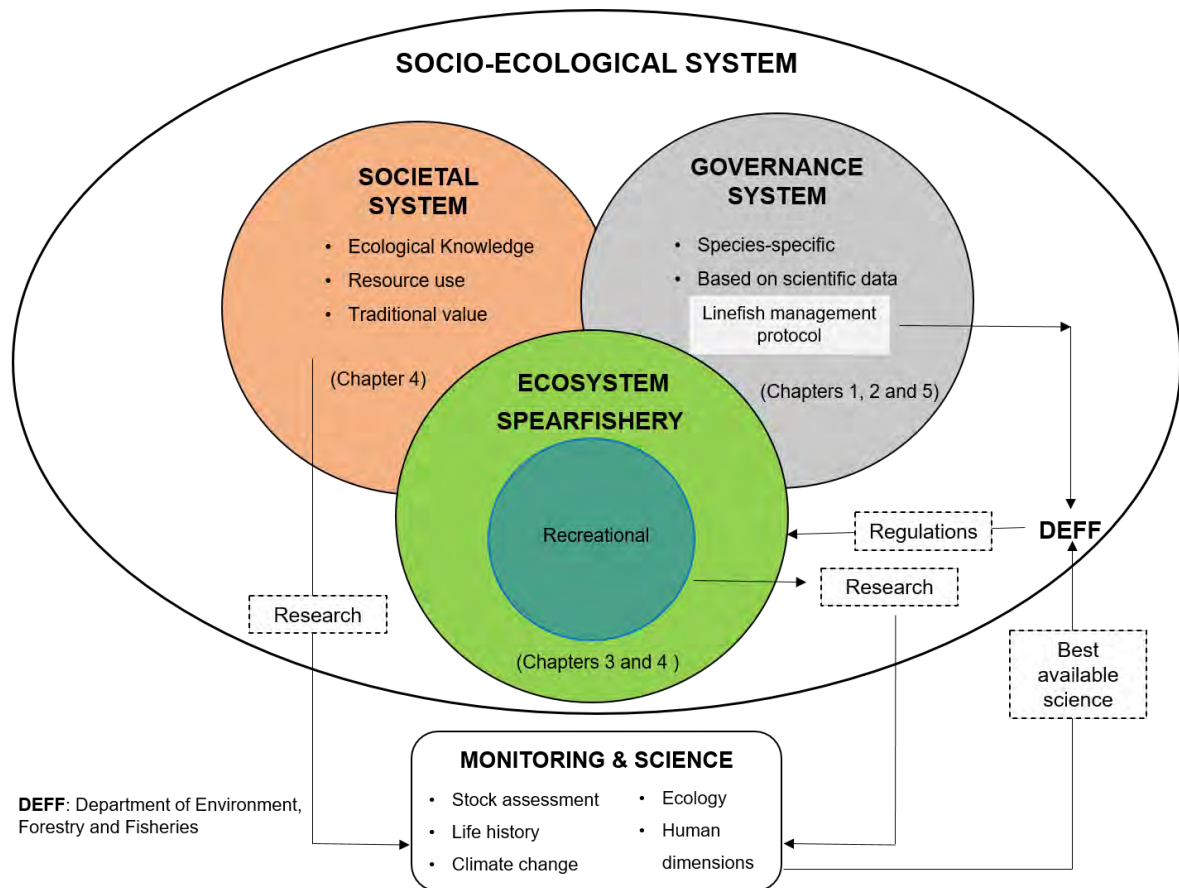 SOCIO-ECOLOGICAL SYSTEM
SOCIETAL
SYSTEM
• Ecological Knowledge
• Resource use
• Traditional value
(Chapter 4)
GOVERNANCE
SYSTEM
• Species-specific
• Based on scientific data
Linefish management
protocol
(Chapters 1, 2 and 5)
ECOSYSTEM
SPEARFISHERY
Recreational
(Chapters 3 and 4 )
Regulations
DEFF
Research
Research
Best
available
science
MONITORING & SCIENCE
• Stock assessment
• Life history
• Climate change
• Ecology
• Human
dimensions
DEFF: Department of Environment,
Forestry and Fisheries